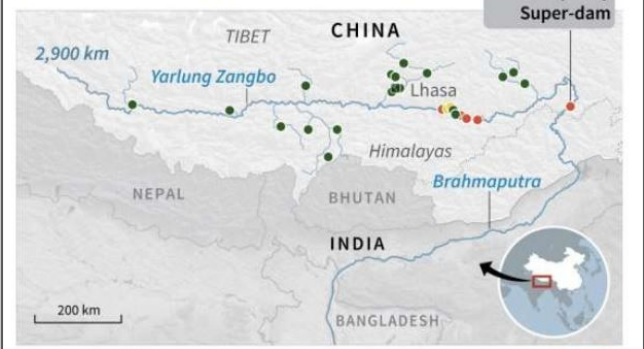 Super-dam
CHINA
TIBET
2,900 km
Yarlung Zangbo
Lhasa
Himalayas
Brahmaputra
NEPAL
BHUTAN
INDIA
200 km
BANGLADESH